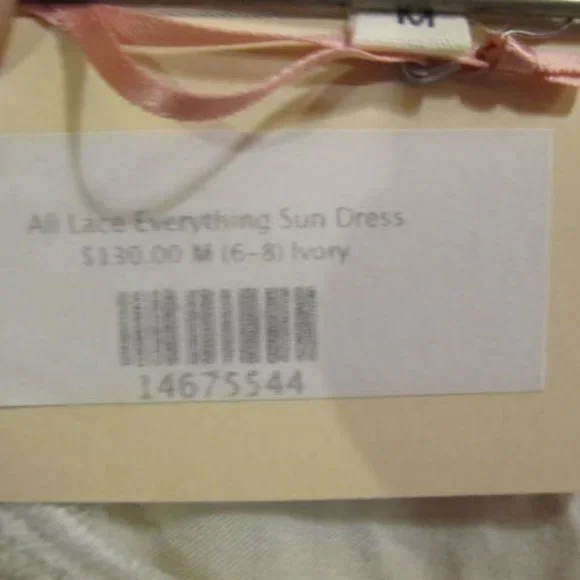 M
All Lace Everything Sun Dress
$130.00 M (6-8) Ivory
14675544